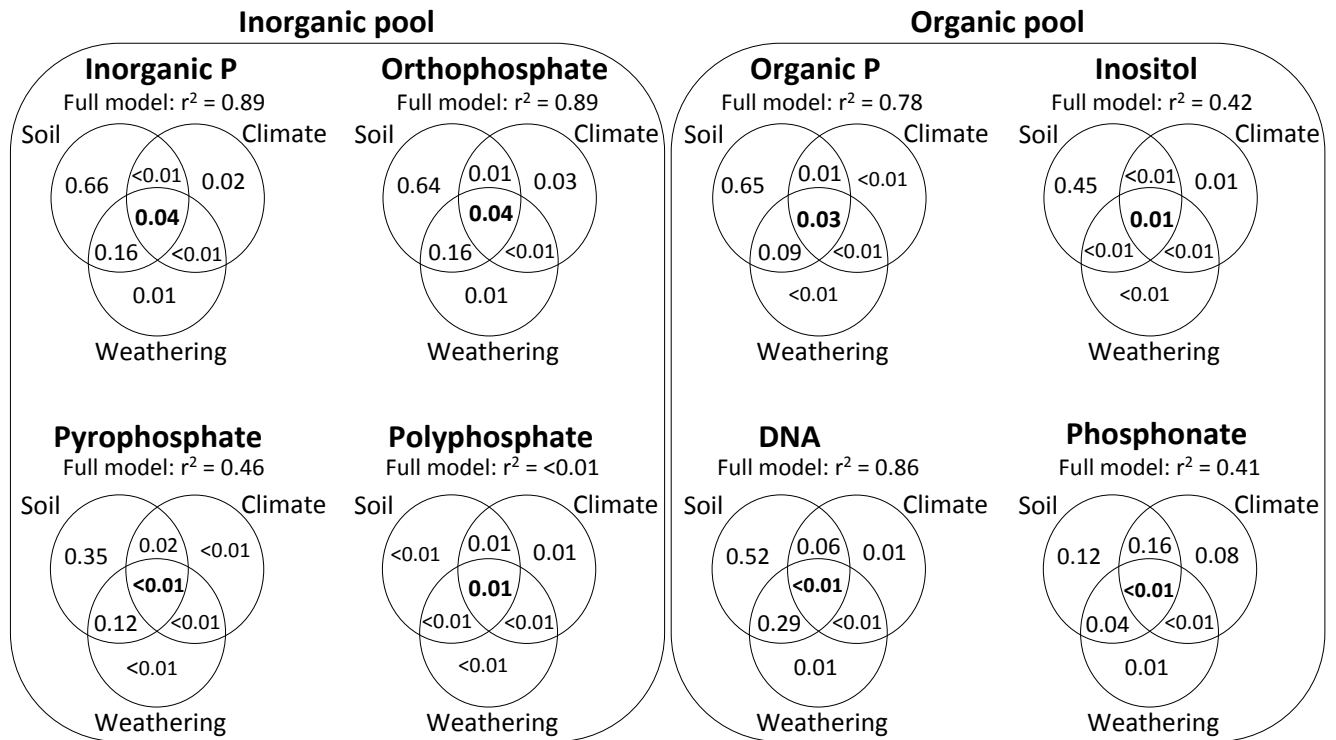 Inorganic pool
Inorganic P
Full model: r² = 0.89
Soil
Climate
0.66
<0.01
0.02
0.04
0.16
<0.01
0.01
Weathering
Orthophosphate
Full model: r² = 0.89
Soil
Climate
0.64
0.01
0.03
0.04
0.16
<0.01
0.01
Weathering
Pyrophosphate
Full model: r² = 0.46
Soil
Climate
0.35
0.02
<0.01
<0.01
0.12
<0.01
<0.01
Weathering
Polyphosphate
Full model: r² = <0.01
Soil
Climate
<0.01
0.01
0.01
0.01
<0.01
<0.01
<0.01
Weathering
Organic pool
Organic P
Full model: r² = 0.78
Soil
Climate
0.65
0.01
<0.01
0.03
0.09
<0.01
<0.01
Weathering
Inositol
Full model: r² = 0.42
Soil
Climate
0.45
<0.01
0.01
0.01
<0.01
<0.01
<0.01
Weathering
DNA
Full model: r² = 0.86
Soil
Climate
0.52
0.06
0.01
<0.01
0.29
<0.01
0.01
Weathering
Phosphonate
Full model: r² = 0.41
Soil
Climate
0.12
0.16
0.08
<0.01
0.04
<0.01
0.01
Weathering